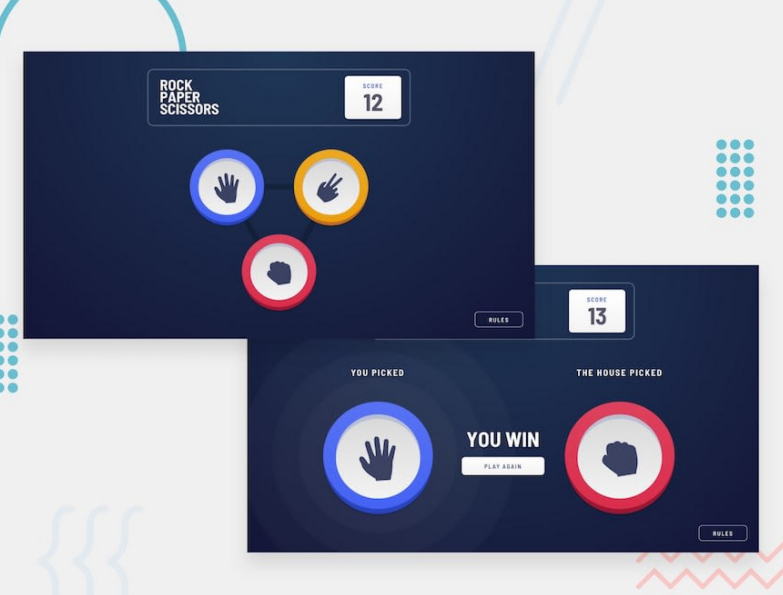 ROCK
PAPER
SCISSORS
SCORE
12
RULES
SCORE
13
YOU PICKED
THE HOUSE PICKED
YOU WIN
PLAY AGAIN
RULES